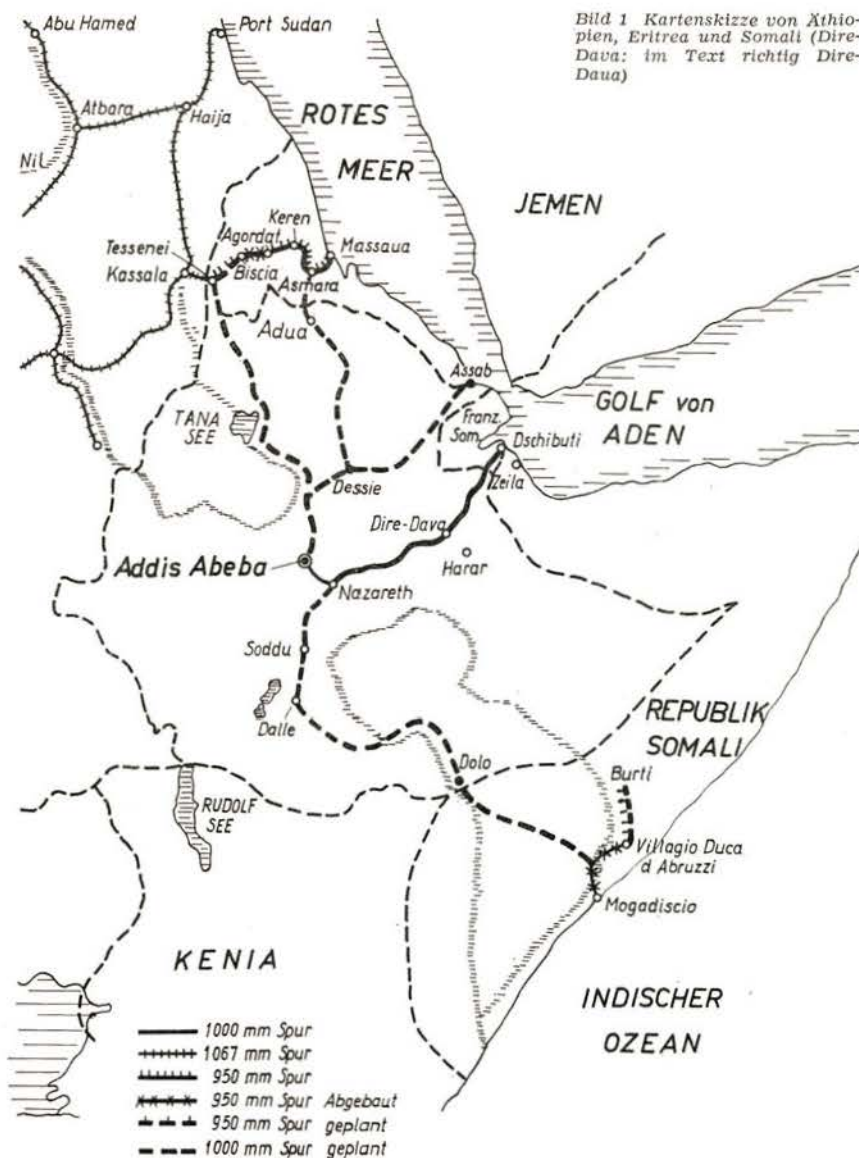 Bild 1 Kartenskizze von Äthio-
pien, Eritrea und Somali (Dire-
Dava: im Text richtig Dire-
Daua)
Abu Hamed
Port Sudan
Atbara
Haija
Nil
ROTES
MEER
JEMEN
Keren
Agordat
Massaua
Tessenei
Kassala
Biscia
Asmara
Adua
Assab
TANA
SEE
Franz.
Som.
GOLF von
ADEN
Dschibuti
Zeila
Dessie
Dire-Dava
Harar
Addis Abeba
Nazareth
Soddu
Dalle
REPUBLIK
SOMALI
Dolo
Burti
RUDOLF
SEE
Villagio Duca
d Abruzzi
Mogadiscio
KENIA
INDISCHER
OZEAN
1000 mm Spur
1067 mm Spur
950 mm Spur
950 mm Spur Abgebaut
950 mm Spur geplant
1000 mm Spur geplant